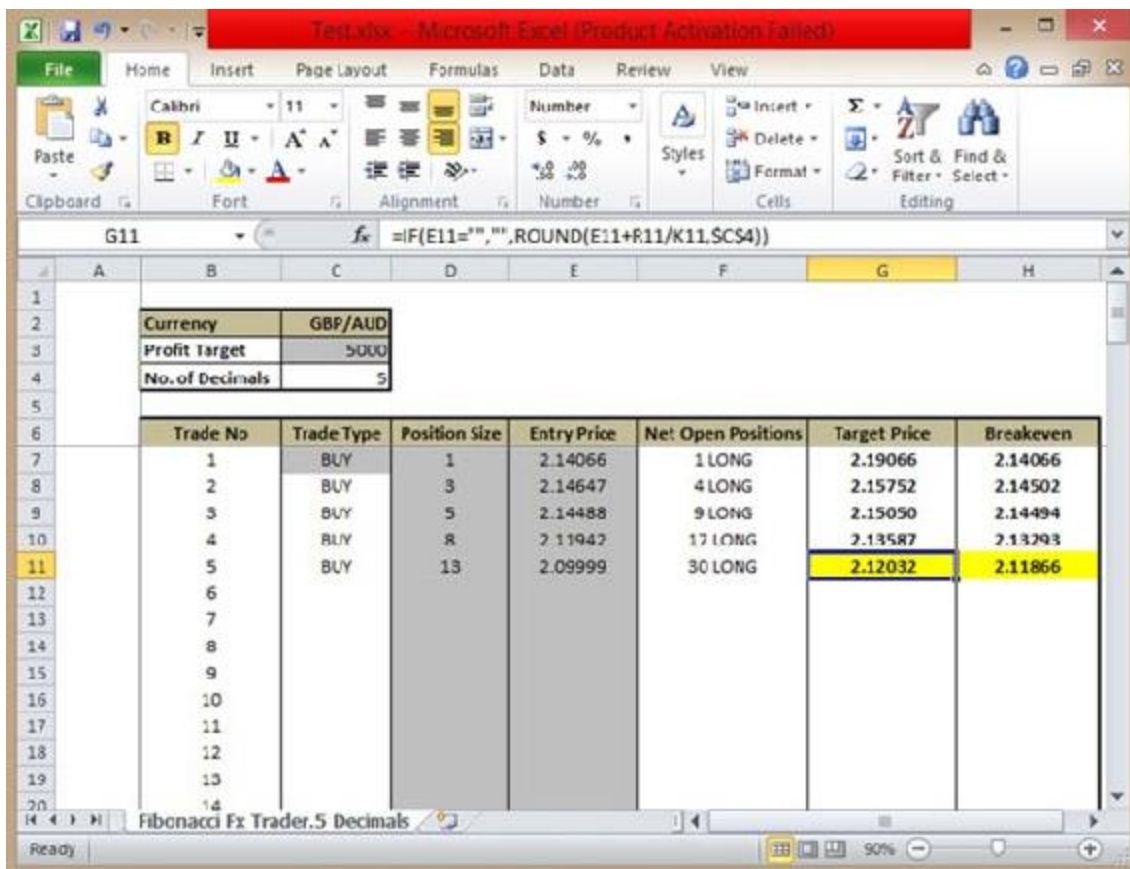 Test.xlsx - Microsoft Excel (Product Activation Failed)
File Home Insert Page Layout Formulas Data Review View
Calibri 11 Number Insert Σ
B I U A A $ % , Styles Delete Sort & Find &
Paste A Format Filter Select
Clipboard Font Alignment Number Cells Editing
G11 fx =IF(E11="","",ROUND(E11+R11/K11,$C$4))
A B C D E F G H
1
2 Currency GBP/AUD
3 Profit Target 5000
4 No. of Decimals 5
5
6 Trade No Trade Type Position Size Entry Price Net Open Positions Target Price Breakeven
7 1 BUY 1 2.14066 1 LONG 2.19066 2.14066
8 2 BUY 3 2.14647 4 LONG 2.15752 2.14502
9 3 BUY 5 2.14488 9 LONG 2.15050 2.14494
10 4 BUY 8 2.11942 17 LONG 2.13587 2.13293
11 5 BUY 13 2.09999 30 LONG 2.12032 2.11866
12 6
13 7
14 8
15 9
16 10
17 11
18 12
19 13
20 14
Fibonacci Fx Trader.5 Decimals
Ready 90%